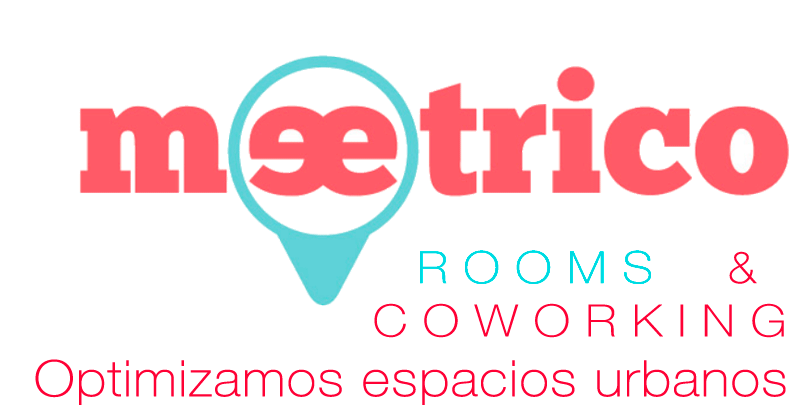 meetrico
ROOMS &
COWORKING
Optimizamos espacios urbanos